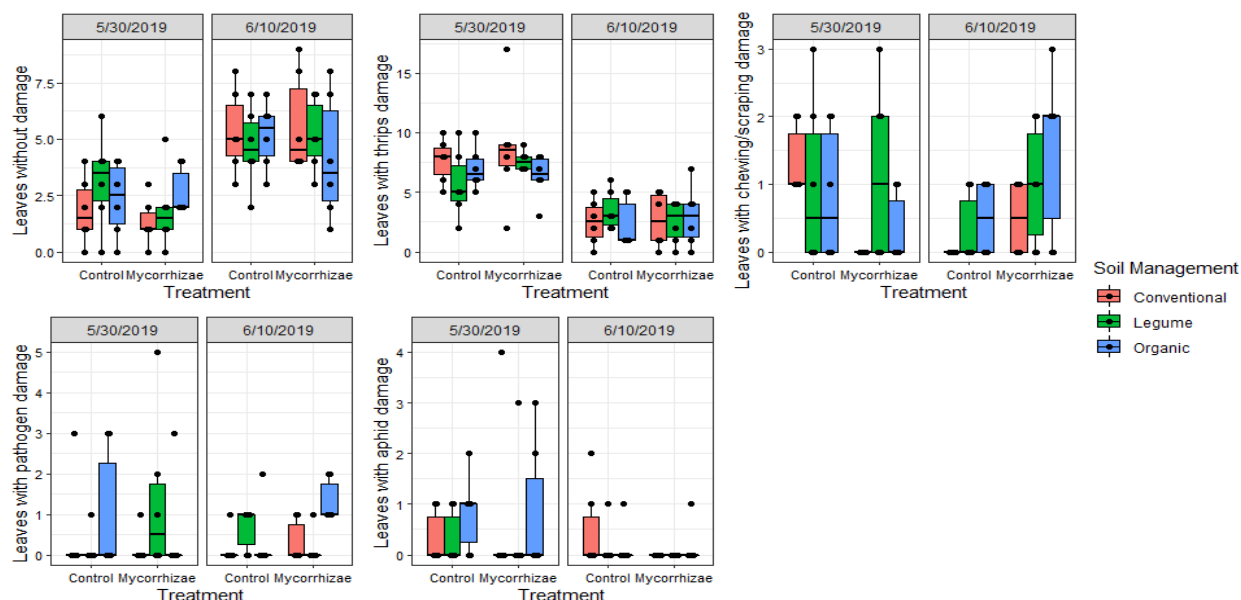 Leaves without damage
5/30/2019 6/10/2019
7.5
5.0
2.5
0.0
Control Mycorrhizae Control Mycorrhizae
Treatment
Leaves with thrips damage
5/30/2019 6/10/2019
15
10
5
0
Control Mycorrhizae Control Mycorrhizae
Treatment
Leaves with chewing/scraping damage
5/30/2019 6/10/2019
3
2
1
0
Control Mycorrhizae Control Mycorrhizae
Treatment
Soil Management
Conventional
Legume
Organic
Leaves with pathogen damage
5/30/2019 6/10/2019
5
4
3
2
1
0
Control Mycorrhizae Control Mycorrhizae
Treatment
Leaves with aphid damage
5/30/2019 6/10/2019
4
3
2
1
0
Control Mycorrhizae Control Mycorrhizae
Treatment